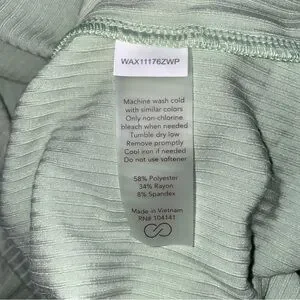 WAX11176ZWP
Machine wash cold
with similar colors
Only non-chlorine
bleach when needed
Tumble dry low
Remove promptly
Cool iron if needed
Do not use softener
58% Polyester
34% Rayon
8% Spandex
Made in Vietnam
RN# 104141